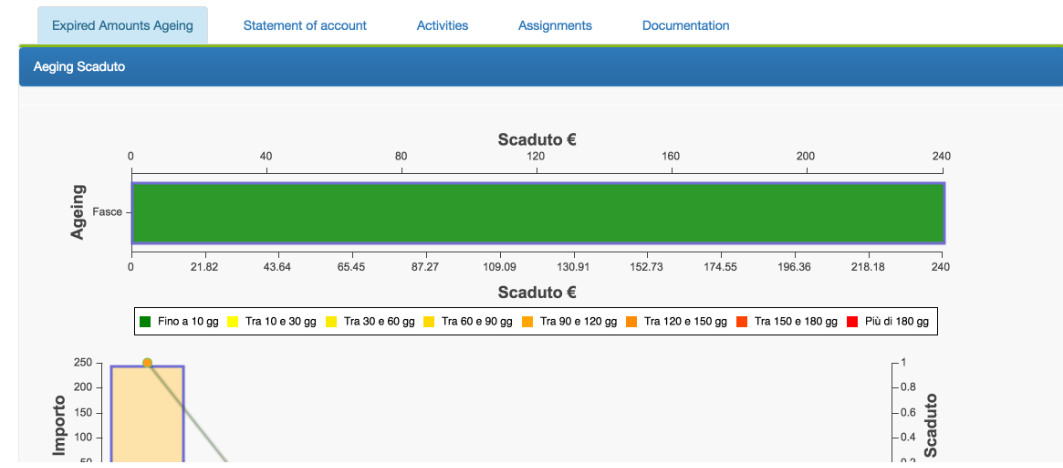 Expired Amounts Ageing Statement of account Activities Assignments Documentation
Aeging Scaduto
Scaduto €
0 40 80 120 160 200 240
Ageing
Fasce
0 21.82 43.64 65.45 87.27 109.09 130.91 152.73 174.55 196.36 218.18 240
Scaduto €
Fino a 10 gg Tra 10 e 30 gg Tra 30 e 60 gg Tra 60 e 90 gg Tra 90 e 120 gg Tra 120 e 150 gg Tra 150 e 180 gg Più di 180 gg
250 1
200 0.8
150 0.6
100 0.4
50 0.2
Importo
Scaduto